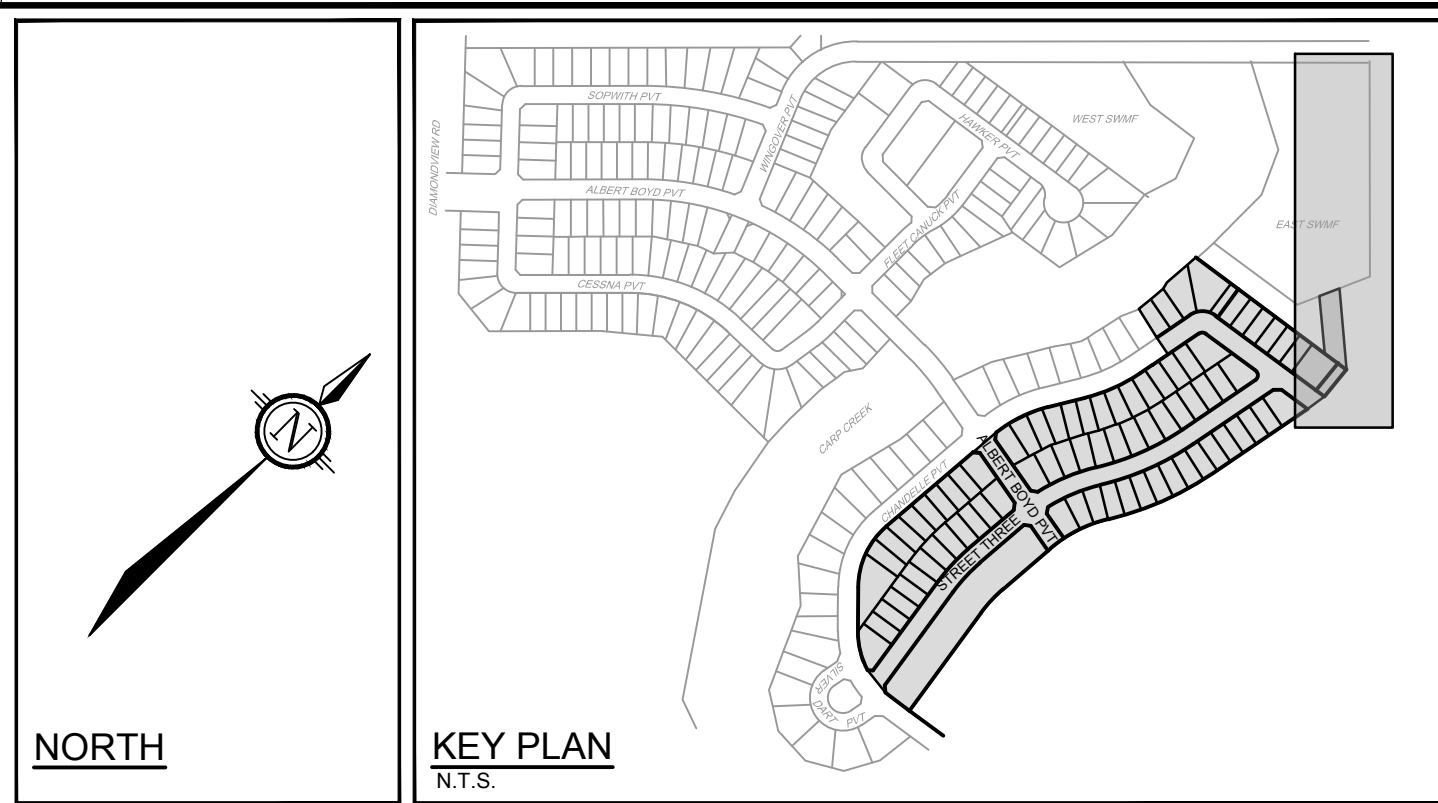 N
NORTH
KEY PLAN
N.T.S.
DIAMONDVIEW RD
SOPWITH PVT
WINGOVER PVT
ALBERT BOYD PVT
CESSNA PVT
HAWKER PVT
FLEET CANUCK PVT
WEST SWMF
EAST SWMF
CARP CREEK
CHANDELLE PVT
ALBERT BOYD PVT
STREET THREE
SILVER
DART PVT